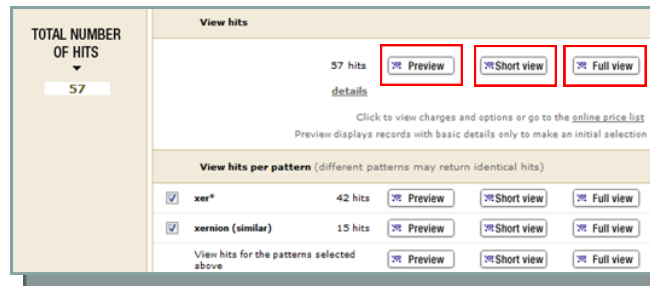 TOTAL NUMBER
OF HITS
57
View hits
57 hits Preview Short view Full view
details
Click to view charges and options or go to the online price list
Preview displays records with basic details only to make an initial selection
View hits per pattern (different patterns may return identical hits)
xer* 42 hits Preview Short view Full view
xernion (similar) 15 hits Preview Short view Full view
View hits for the patterns selected
above Preview Short view Full view